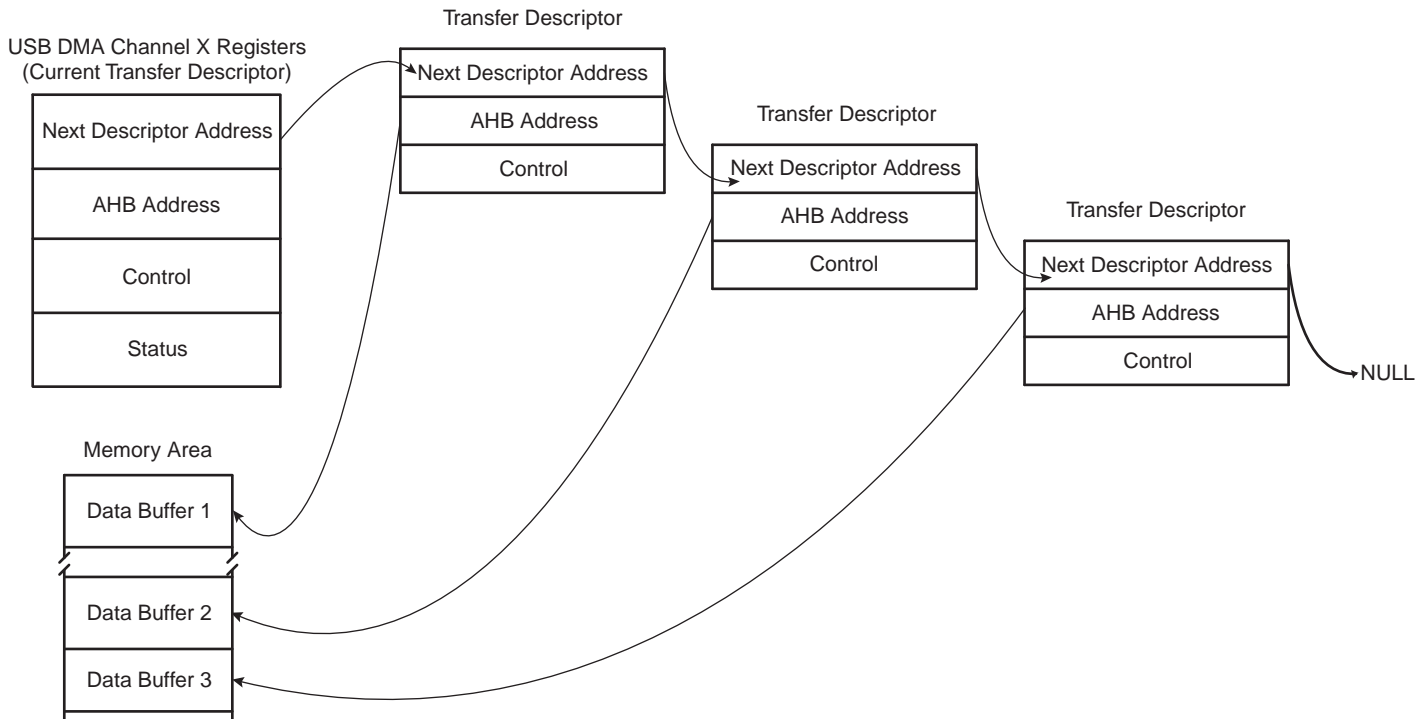 USB DMA Channel X Registers
(Current Transfer Descriptor)
Next Descriptor Address
AHB Address
Control
Status
Transfer Descriptor
Next Descriptor Address
AHB Address
Control
Transfer Descriptor
Next Descriptor Address
AHB Address
Control
Transfer Descriptor
Next Descriptor Address
AHB Address
Control
NULL
Memory Area
Data Buffer 1
Data Buffer 2
Data Buffer 3